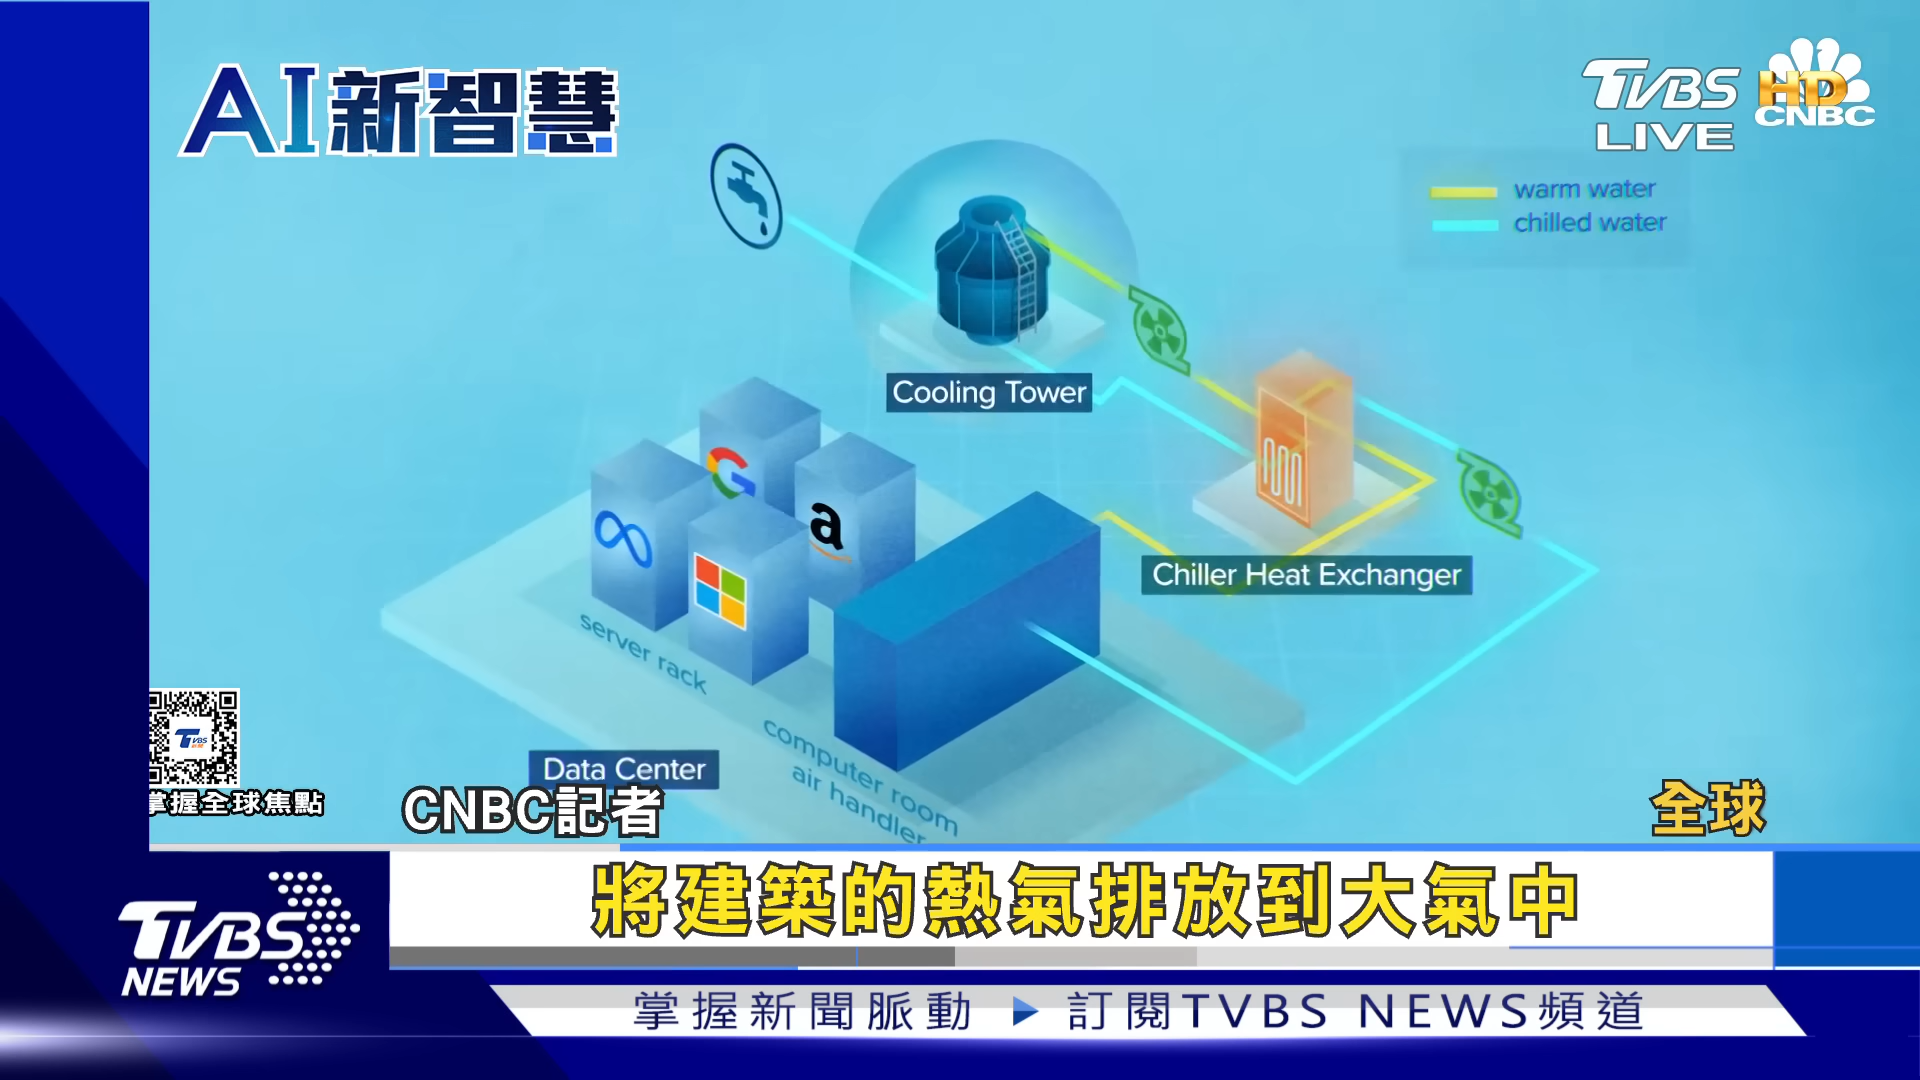 AI新智慧
TVBS
LIVE
HD
CNBC
warm water
chilled water
Cooling Tower
Chiller Heat Exchanger
a
server rack
computer room
air handler
Data Center
TVBS
掌握全球焦點
CNBC記者
全球
將建築的熱氣排放到大氣中
TVBS
NEWS
掌握新聞脈動 ▶ 訂閱TVBS NEWS頻道